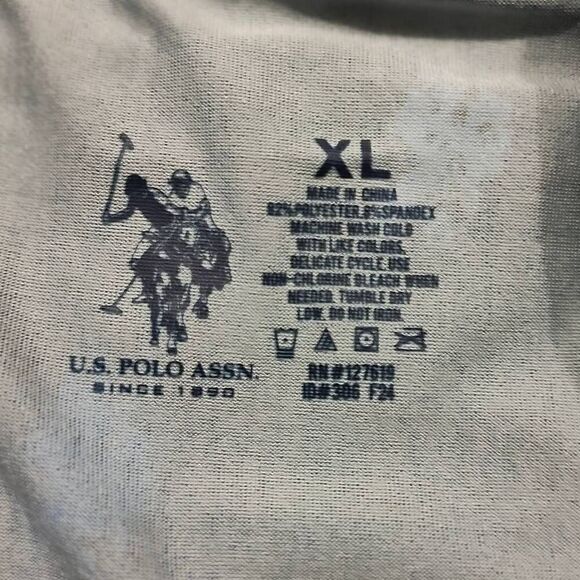 XL
MADE IN CHINA
92%POLYESTER.8%SPANDEX
MACHINE WASH COLD
WITH LIKE COLORS.
DELICATE CYCLE. USE
NON-CHLORINE BLEACH WHEN
NEEDED. TUMBLE DRY
LOW. DO NOT IRON.
RN#127619
ID#306 F24
U.S. POLO ASSN.
SINCE 1890